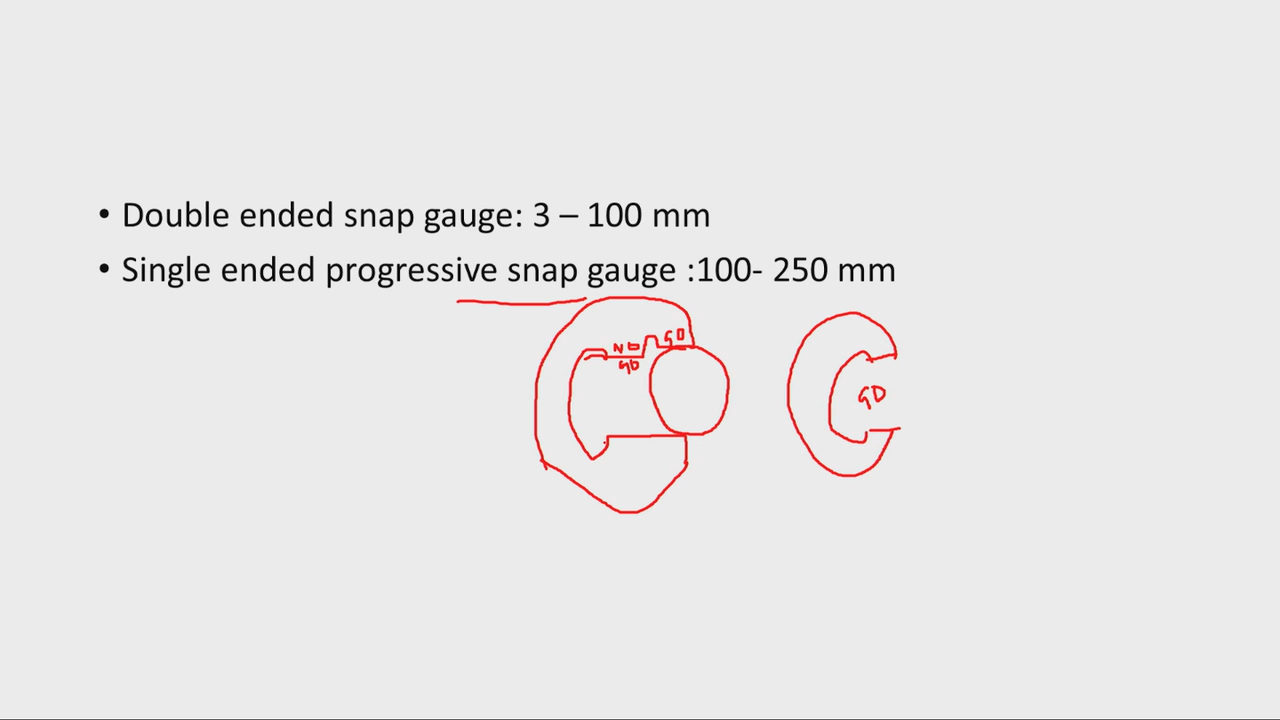 • Double ended snap gauge: 3 – 100 mm
• Single ended progressive snap gauge :100- 250 mm
NO GO
GO
GO